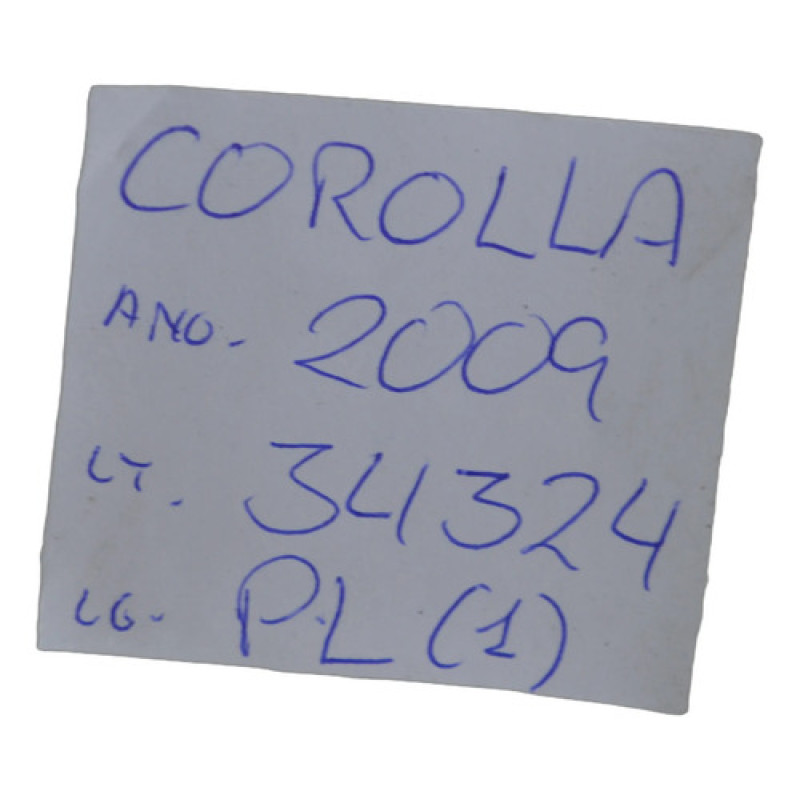 COROLLA
ANO. 2009
LT. 34324
LG. PL (1)